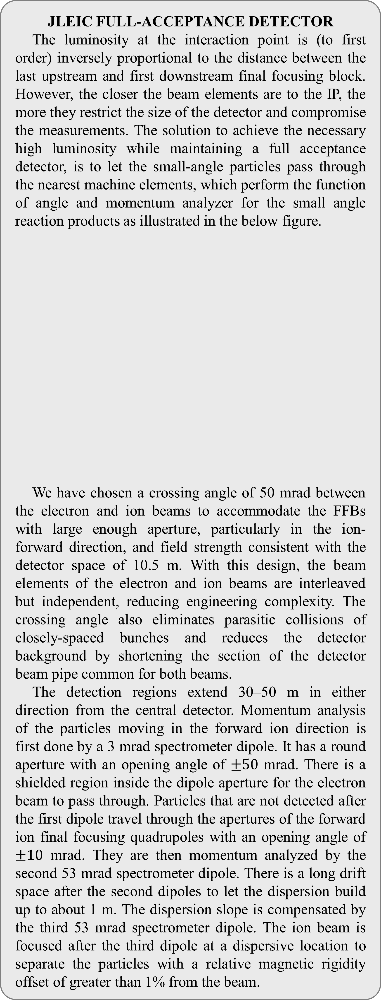 JLEIC FULL-ACCEPTANCE DETECTOR
The luminosity at the interaction point is (to first
order) inversely proportional to the distance between the
last upstream and first downstream final focusing block.
However, the closer the beam elements are to the IP, the
more they restrict the size of the detector and compromise
the measurements. The solution to achieve the necessary
high luminosity while maintaining a full acceptance
detector, is to let the small-angle particles pass through
the nearest machine elements, which perform the function
of angle and momentum analyzer for the small angle
reaction products as illustrated in the below figure.
We have chosen a crossing angle of 50 mrad between
the electron and ion beams to accommodate the FFBs
with large enough aperture, particularly in the ion-
forward direction, and field strength consistent with the
detector space of 10.5 m. With this design, the beam
elements of the electron and ion beams are interleaved
but independent, reducing engineering complexity. The
crossing angle also eliminates parasitic collisions of
closely-spaced bunches and reduces the detector
background by shortening the section of the detector
beam pipe common for both beams.
The detection regions extend 30–50 m in either
direction from the central detector. Momentum analysis
of the particles moving in the forward ion direction is
first done by a 3 mrad spectrometer dipole. It has a round
aperture with an opening angle of ±50 mrad. There is a
shielded region inside the dipole aperture for the electron
beam to pass through. Particles that are not detected after
the first dipole travel through the apertures of the forward
ion final focusing quadrupoles with an opening angle of
±10 mrad. They are then momentum analyzed by the
second 53 mrad spectrometer dipole. There is a long drift
space after the second dipoles to let the dispersion build
up to about 1 m. The dispersion slope is compensated by
the third 53 mrad spectrometer dipole. The ion beam is
focused after the third dipole at a dispersive location to
separate the particles with a relative magnetic rigidity
offset of greater than 1% from the beam.